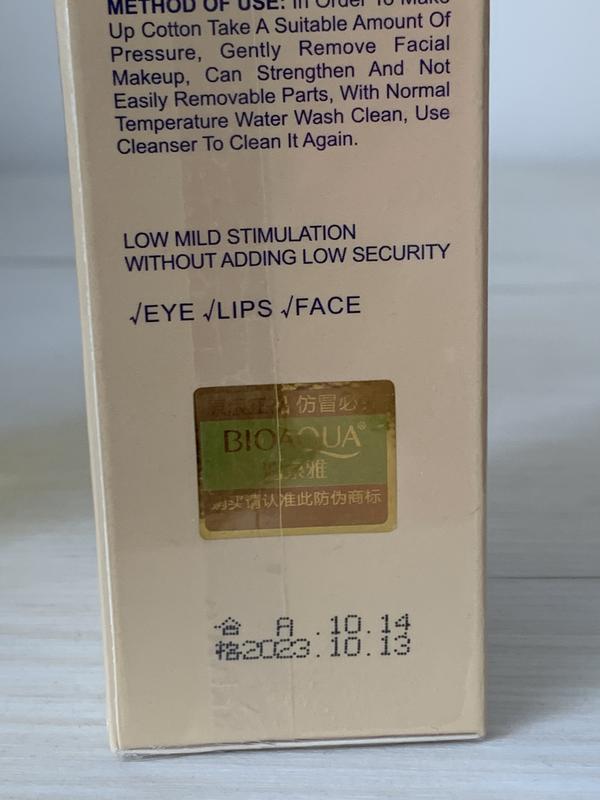 METHOD OF USE: In Order To Make
Up Cotton Take A Suitable Amount Of
Pressure, Gently Remove Facial
Makeup, Can Strengthen And Not
Easily Removable Parts, With Normal
Temperature Water Wash Clean, Use
Cleanser To Clean It Again.
LOW MILD STIMULATION
WITHOUT ADDING LOW SECURITY
√EYE √LIPS √FACE
仿冒必
BIOAQUA®
雅
购买请认准此防伪商标
合 A .10.14
格2023.10.13